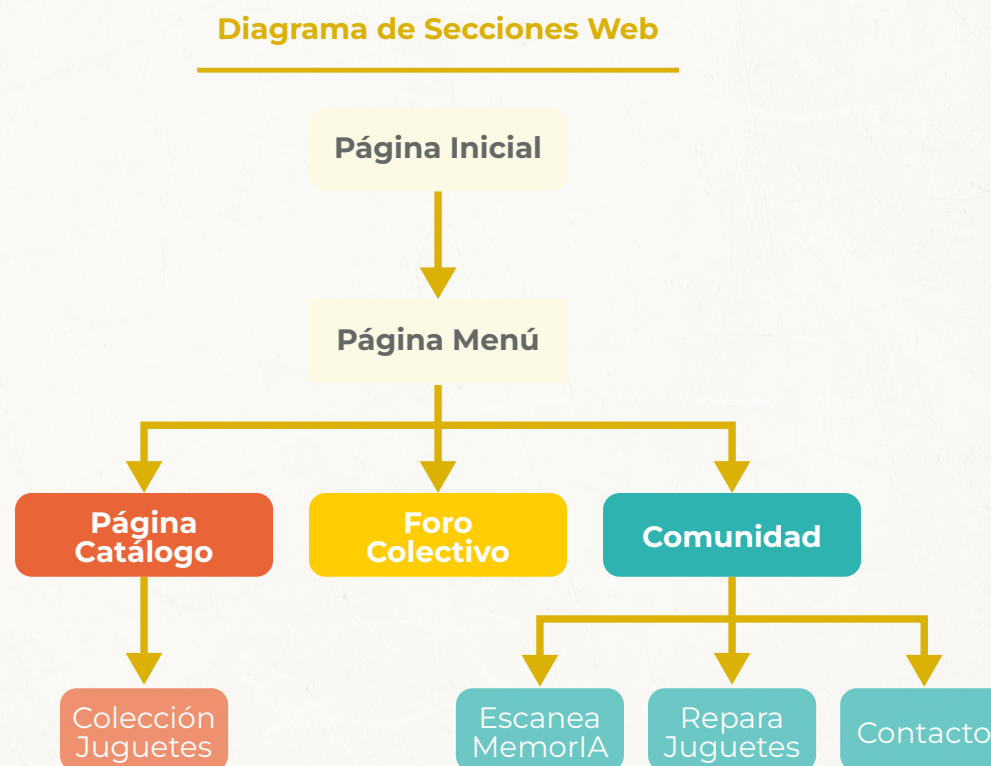 Diagrama de Secciones Web
Página Inicial
Página Menú
Página
Catálogo
Foro
Colectivo
Comunidad
Colección
Juguetes
Escanea
MemorIA
Repara
Juguetes
Contacto